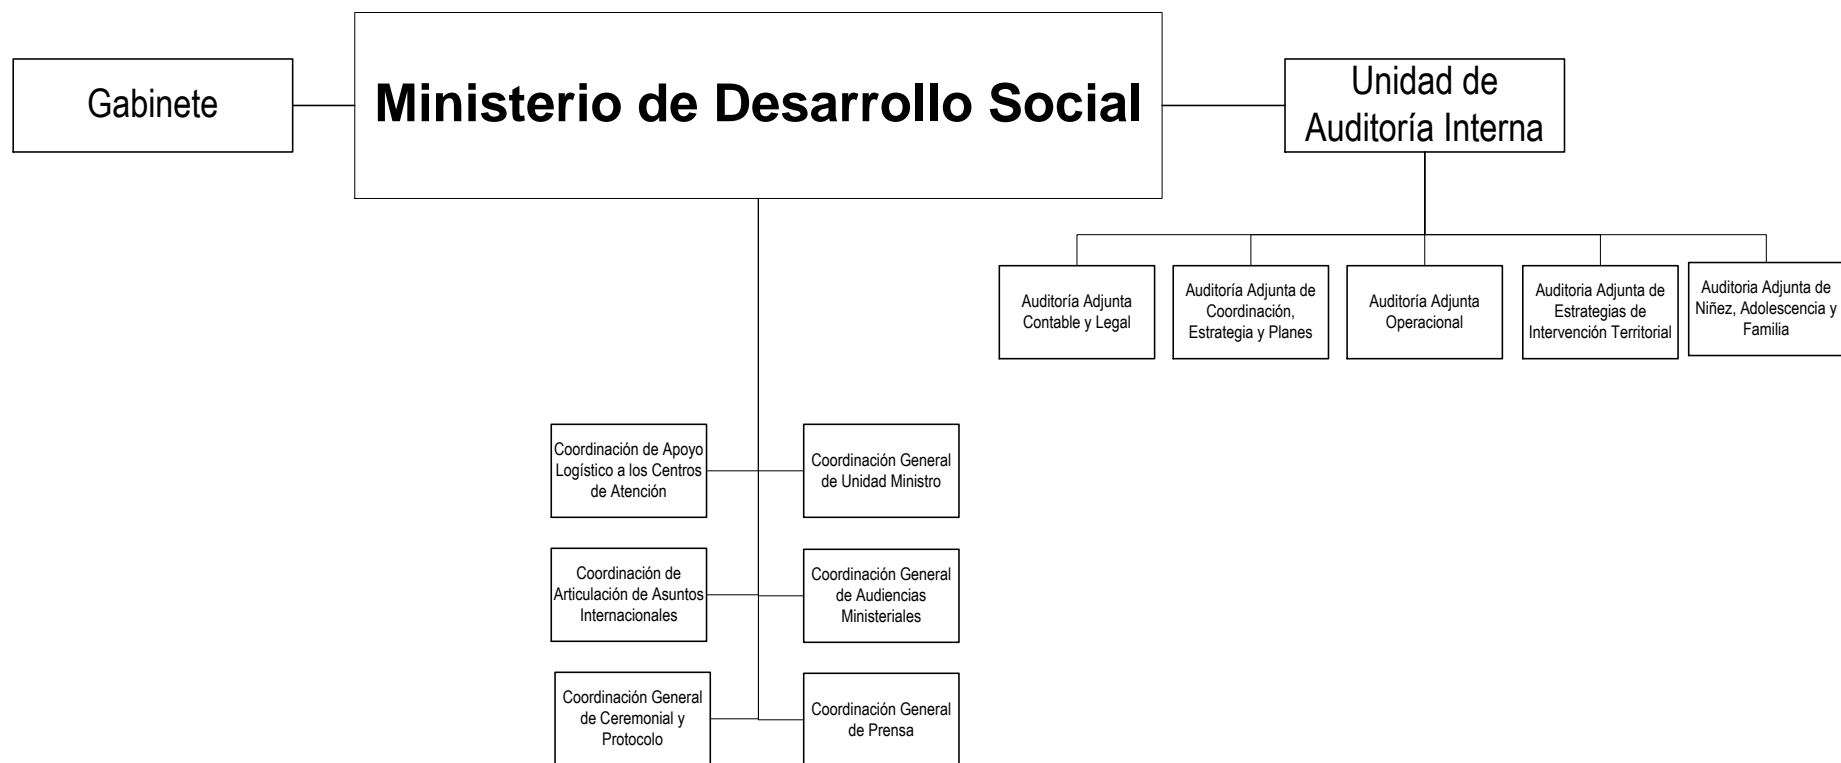 Gabinete
Ministerio de Desarrollo Social
Unidad de
Auditoría Interna
Auditoría Adjunta
Contable y Legal
Auditoría Adjunta de
Coordinación,
Estrategia y Planes
Auditoría Adjunta
Operacional
Auditoria Adjunta de
Estrategias de
Intervención Territorial
Auditoria Adjunta de
Niñez, Adolescencia y
Familia
Coordinación de Apoyo
Logístico a los Centros
de Atención
Coordinación General
de Unidad Ministro
Coordinación de
Articulación de Asuntos
Internacionales
Coordinación General
de Audiencias
Ministeriales
Coordinación General
de Ceremonial y
Protocolo
Coordinación General
de Prensa